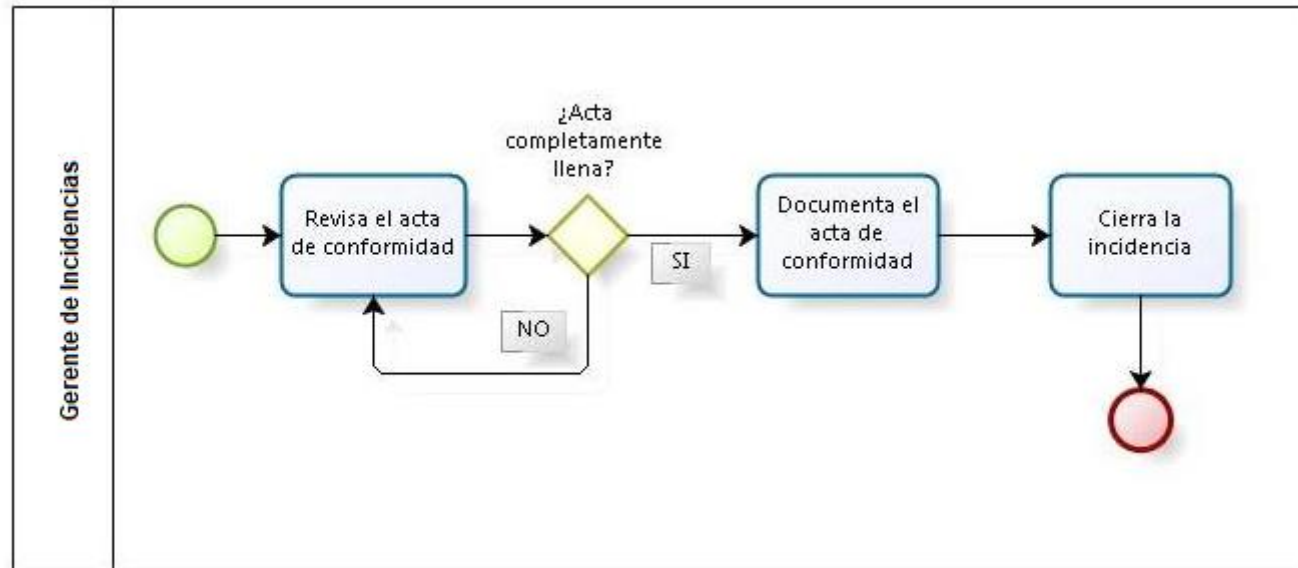 Gerente de Incidencias
Revisa el acta
de conformidad
¿Acta
completamente
llena?
NO
SI
Documenta el
acta de
conformidad
Cierra la
incidencia